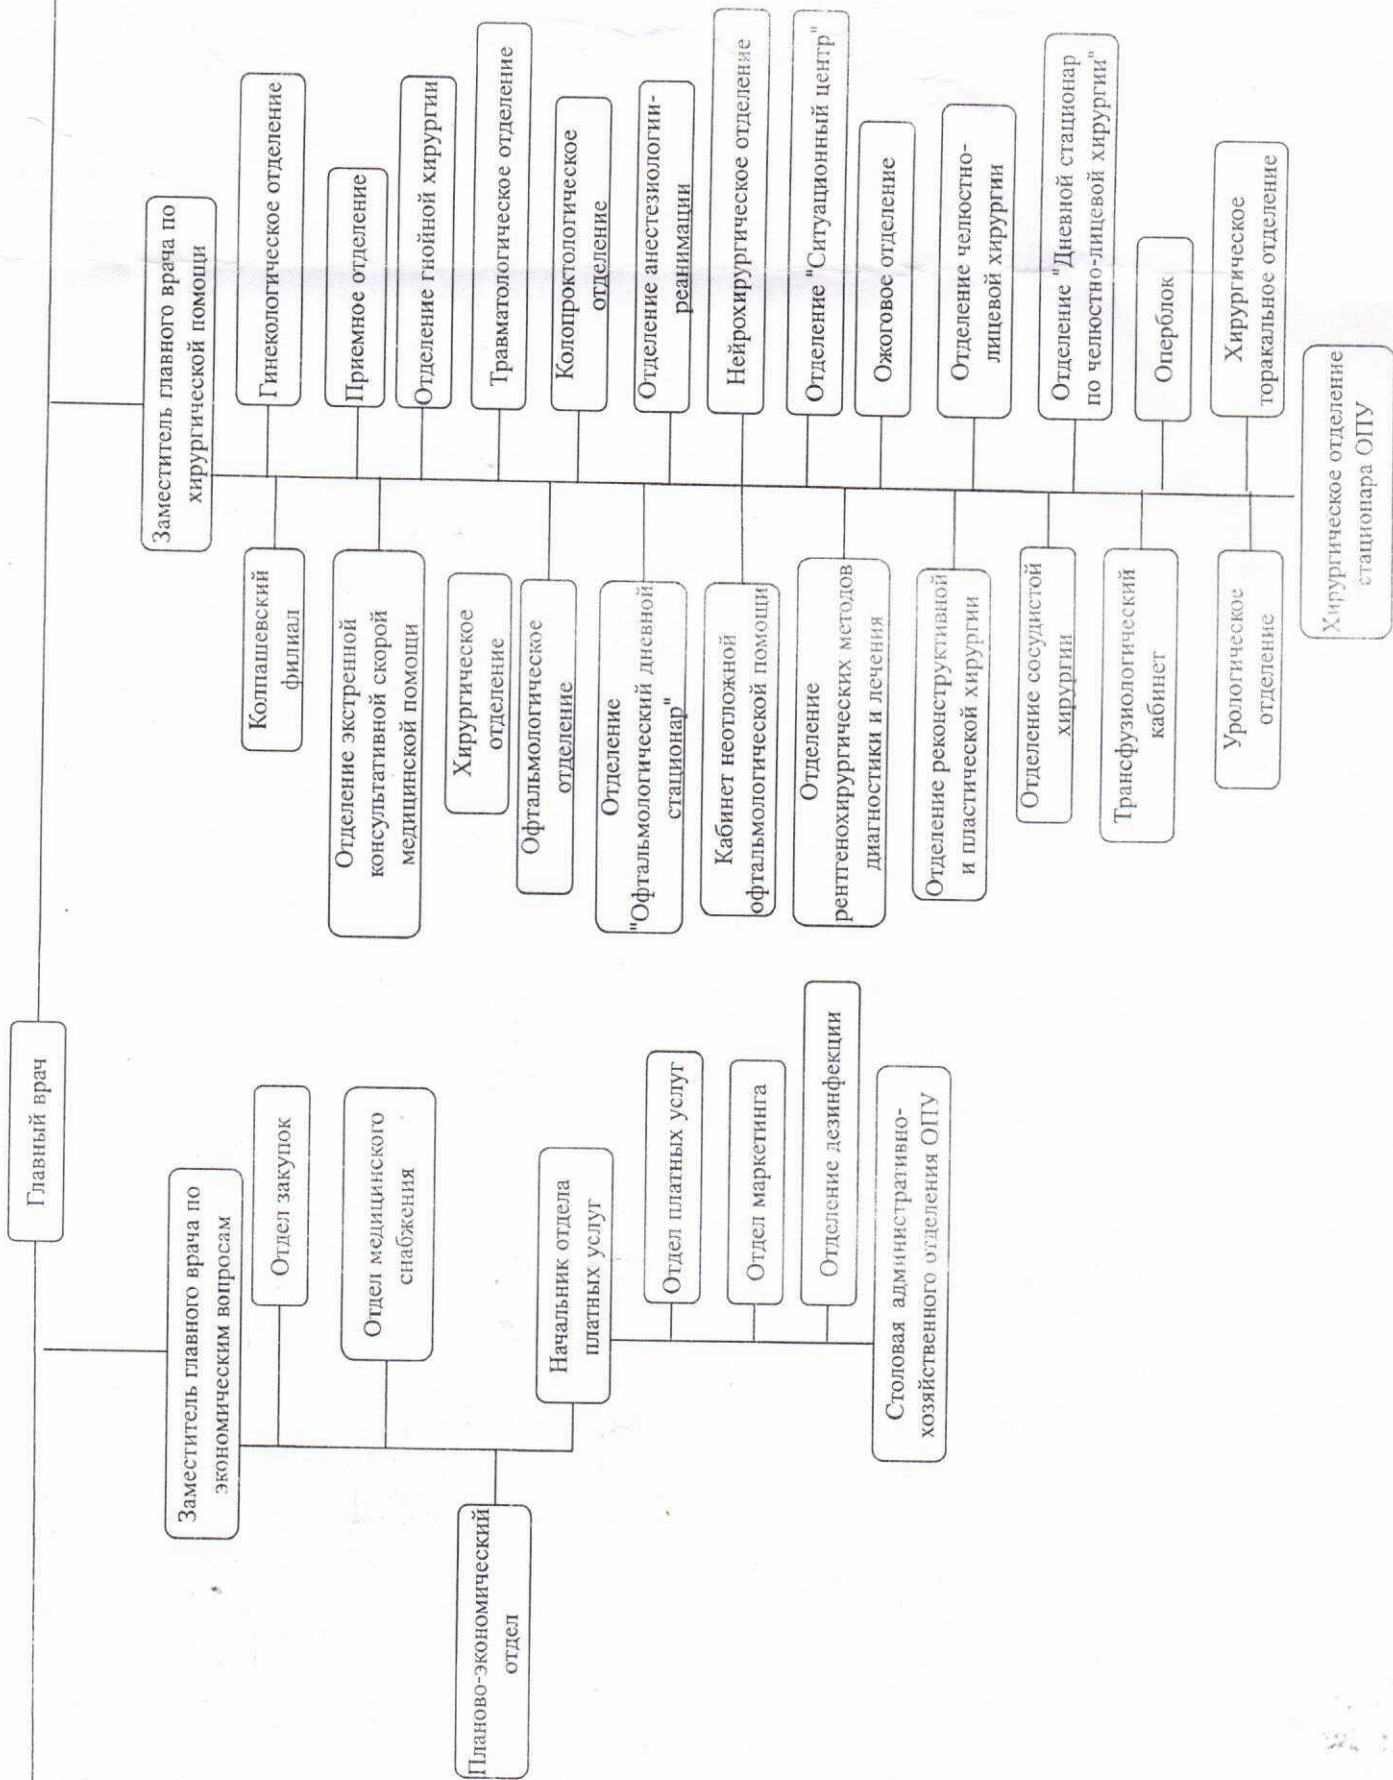 Главный врач
Заместитель главного врача по
экономическим вопросам
Отдел закупок
Отдел медицинского
снабжения
Планово-экономический
отдел
Начальник отдела
платных услуг
Отдел платных услуг
Отдел маркетинга
Отделение дезинфекции
Столовая административно-
хозяйственного отделения ОПУ
Заместитель главного врача по
хирургической помощи
Колпашевский
филиал
Отделение экстренной
консультативной скорой
медицинской помощи
Хирургическое
отделение
Офтальмологическое
отделение
Отделение
"Офтальмологический дневной
стационар"
Кабинет неотложной
офтальмологической помощи
Отделение
рентгенохирургических методов
диагностики и лечения
Отделение реконструктивной
и пластической хирургии
Отделение сосудистой
хирургии
Трансфузиологический
кабинет
Урологическое
отделение
Гинекологическое отделение
Приемное отделение
Отделение гнойной хирургии
Травматологическое отделение
Колопроктологическое
отделение
Отделение анестезиологии-
реанимации
Нейрохирургическое отделение
Отделение "Ситуационный центр"
Ожоговое отделение
Отделение челюстно-
лицевой хирургии
Отделение "Дневной стационар
по челюстно-лицевой хирургии"
Оперблок
Хирургическое
торакальное отделение
Хирургическое отделение
стационара ОПУ